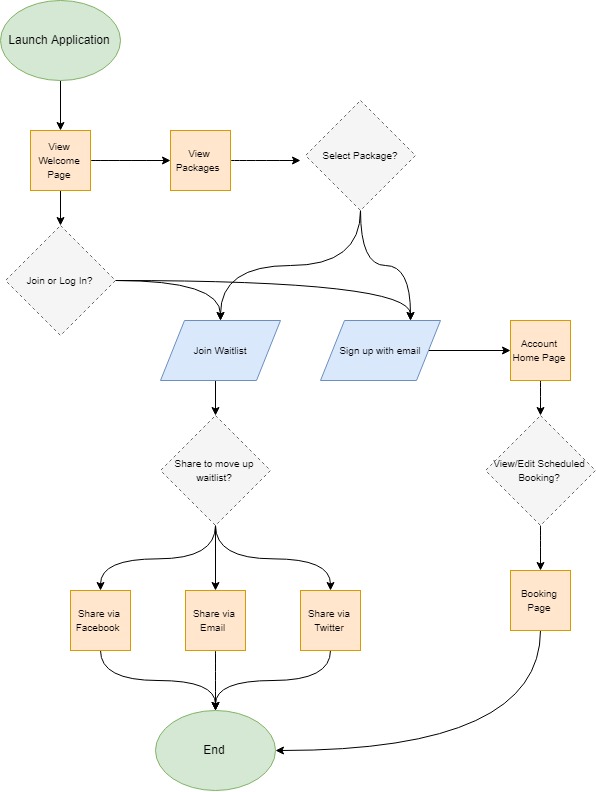 Launch Application
View
Welcome
Page
View
Packages
Select Package?
Join or Log In?
Join Waitlist
Sign up with email
Account
Home Page
Share to move up
waitlist?
View/Edit Scheduled
Booking?
Share via
Facebook
Share via
Email
Share via
Twitter
Booking
Page
End